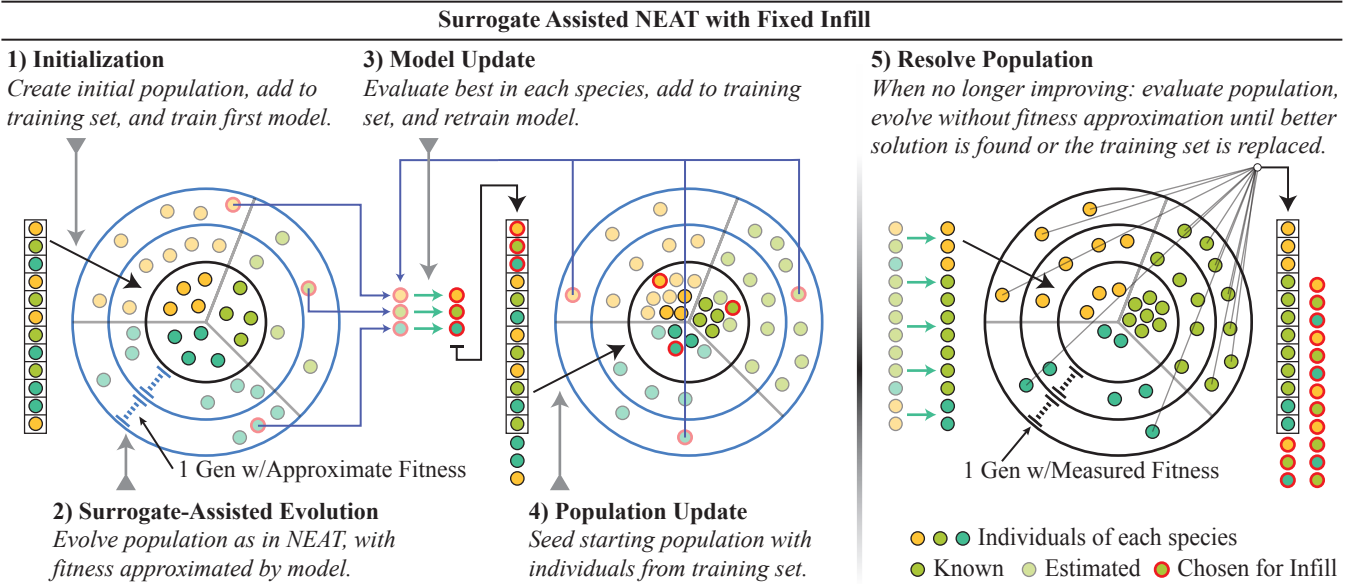 Surrogate Assisted NEAT with Fixed Infill
1) Initialization
Create initial population, add to
training set, and train first model.
3) Model Update
Evaluate best in each species, add to training
set, and retrain model.
5) Resolve Population
When no longer improving: evaluate population,
evolve without fitness approximation until better
solution is found or the training set is replaced.
1 Gen w/Approximate Fitness
1 Gen w/Measured Fitness
2) Surrogate-Assisted Evolution
Evolve population as in NEAT, with
fitness approximated by model.
4) Population Update
Seed starting population with
individuals from training set.
Individuals of each species
Known Estimated Chosen for Infill